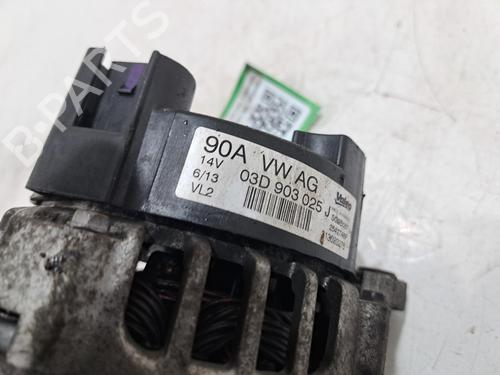 B-PARTS
90A VW AG
14V
03D 903 025 J
6/13
VL2
Valeo